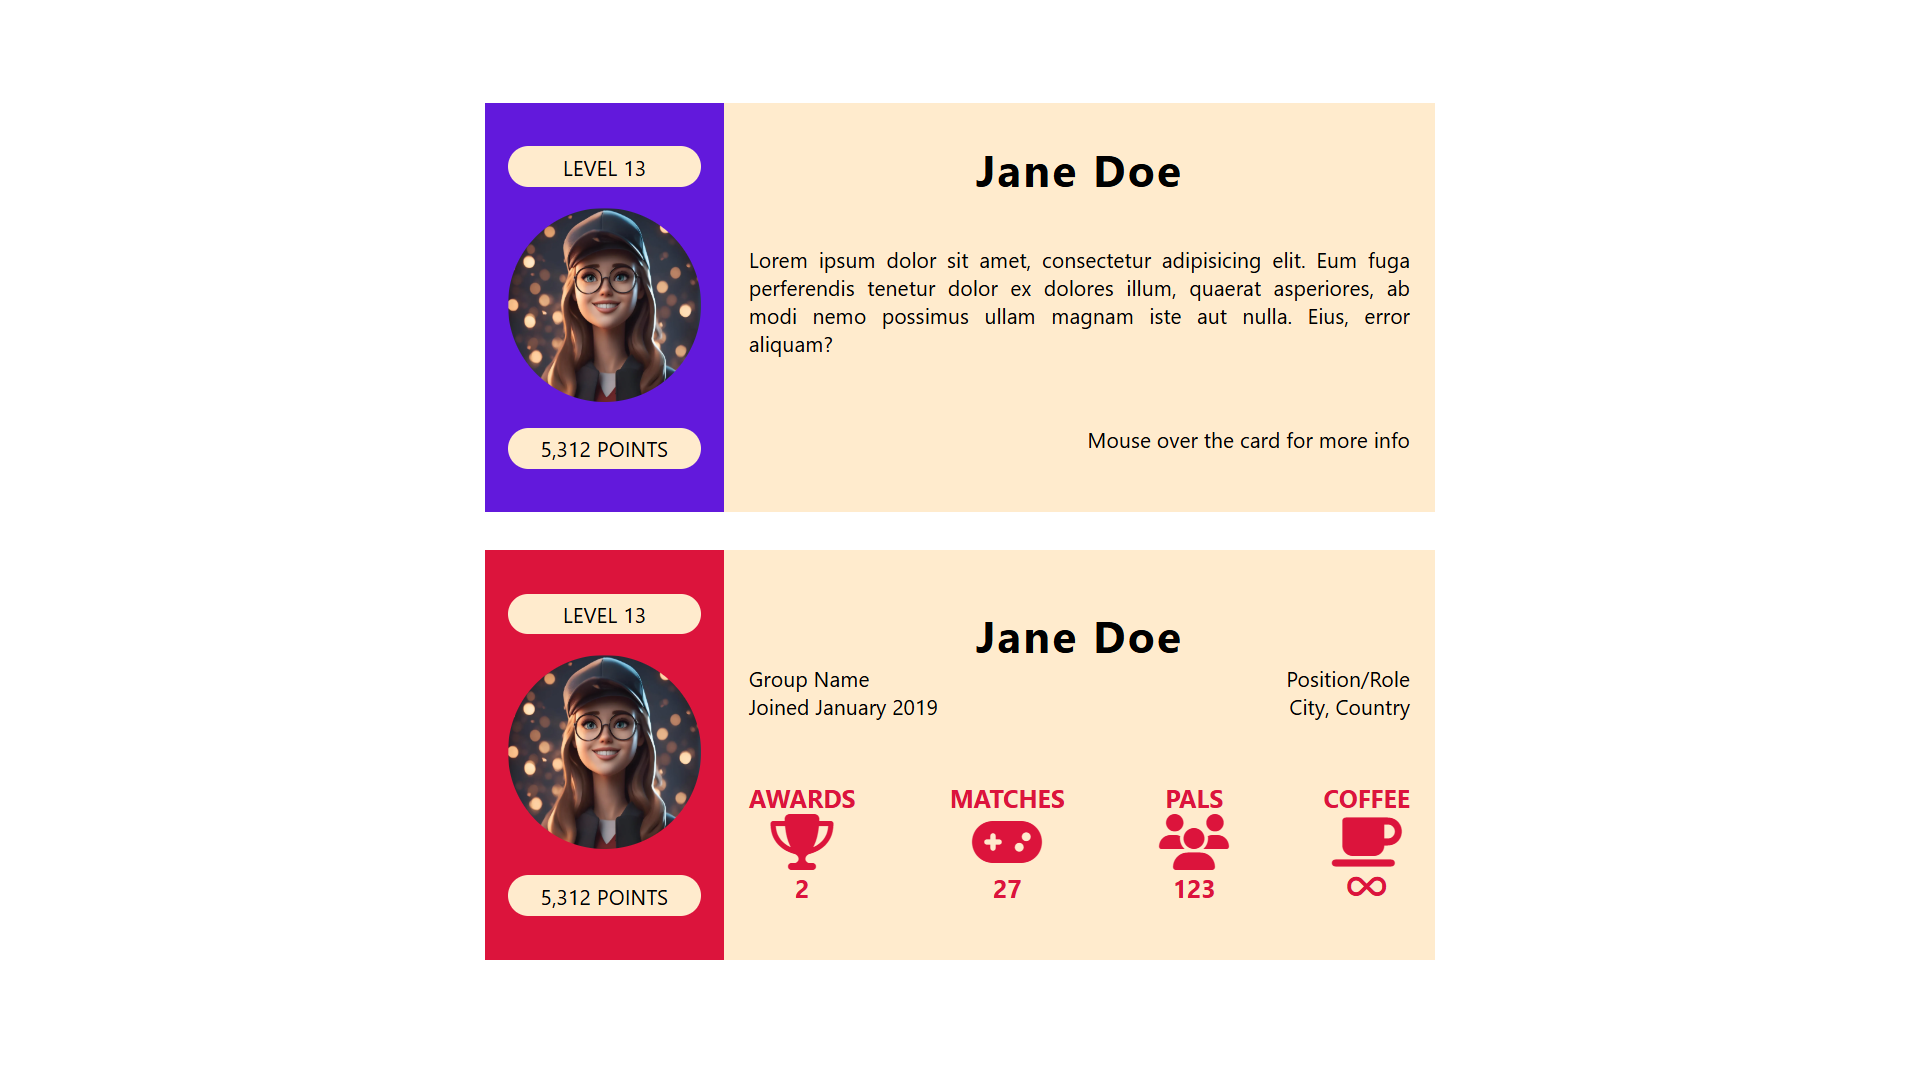 LEVEL 13
5,312 POINTS
Jane Doe
Lorem ipsum dolor sit amet, consectetur adipisicing elit. Eum fuga
perferendis tenetur dolor ex dolores illum, quaerat asperiores, ab
modi nemo possimus ullam magnam iste aut nulla. Eius, error
aliquam?
Mouse over the card for more info
LEVEL 13
5,312 POINTS
Jane Doe
Group Name Position/Role
Joined January 2019 City, Country
AWARDS MATCHES PALS COFFEE
2 27 123 ∞